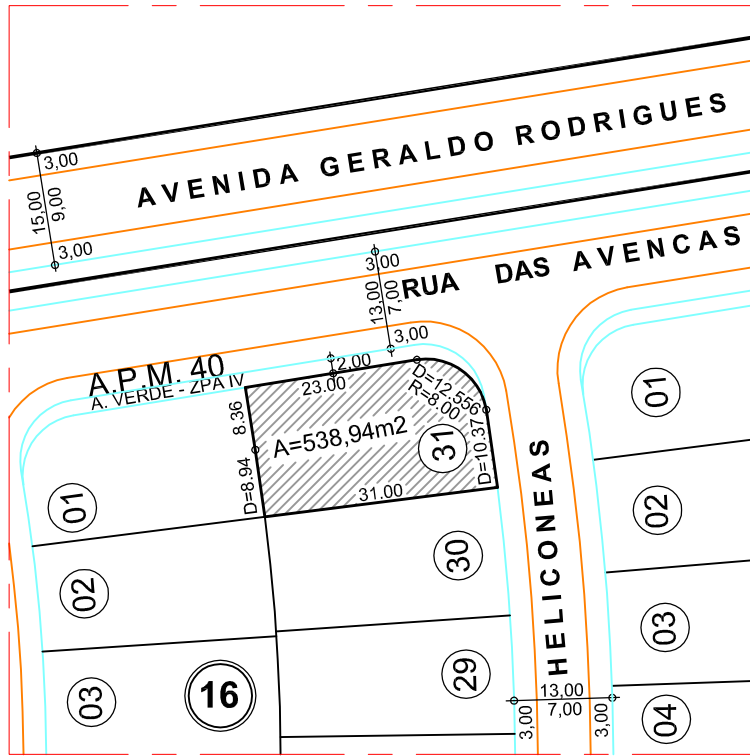 AVENIDA GERALDO RODRIGUES
3,00
15,00
9,00
3,00
RUA DAS AVENCAS
3,00
13,00
7,00
3,00
A.P.M. 40
A. VERDE - ZPA IV
2.00
23.00
D=12.556
R=8.00
8.36
A=538,94m2
31
D=10.37
D=8.94
31.00
01
02
03
16
30
29
HELICONEAS
13,00
7,00
3,00
3,00
01
02
03
04